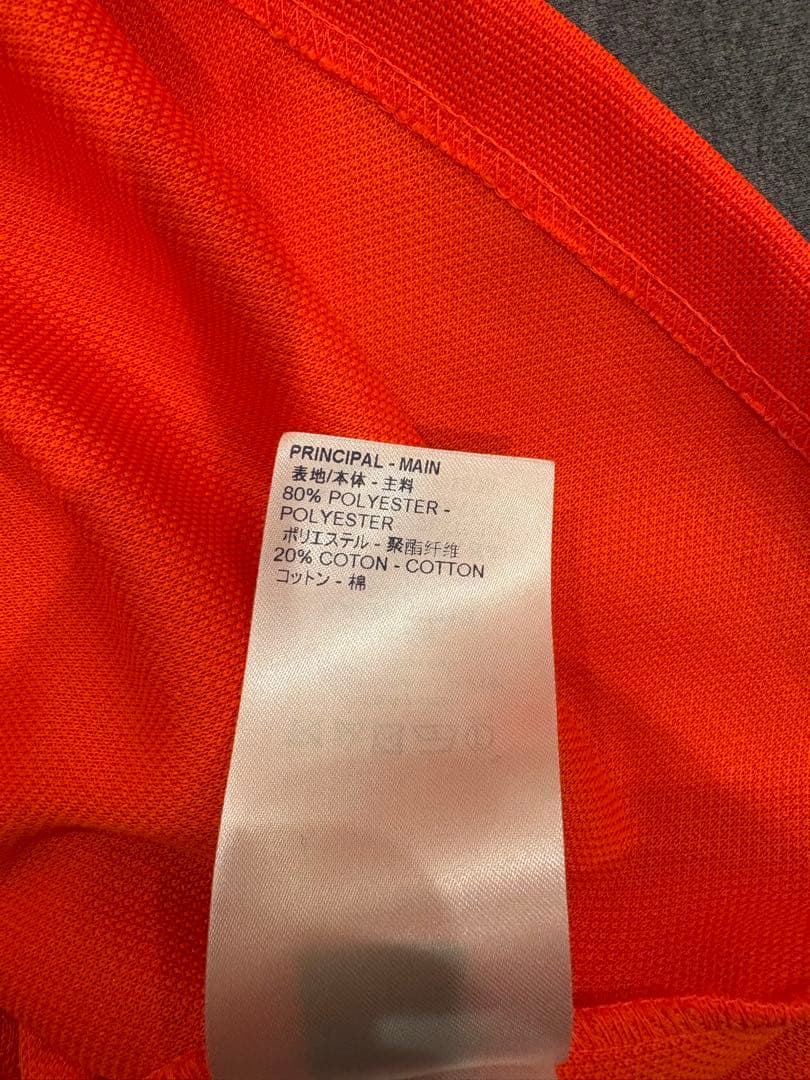 PRINCIPAL - MAIN
表地/本体 - 主料
80% POLYESTER -
POLYESTER
ポリエステル - 聚酯纤维
20% COTON - COTTON
コットン - 棉